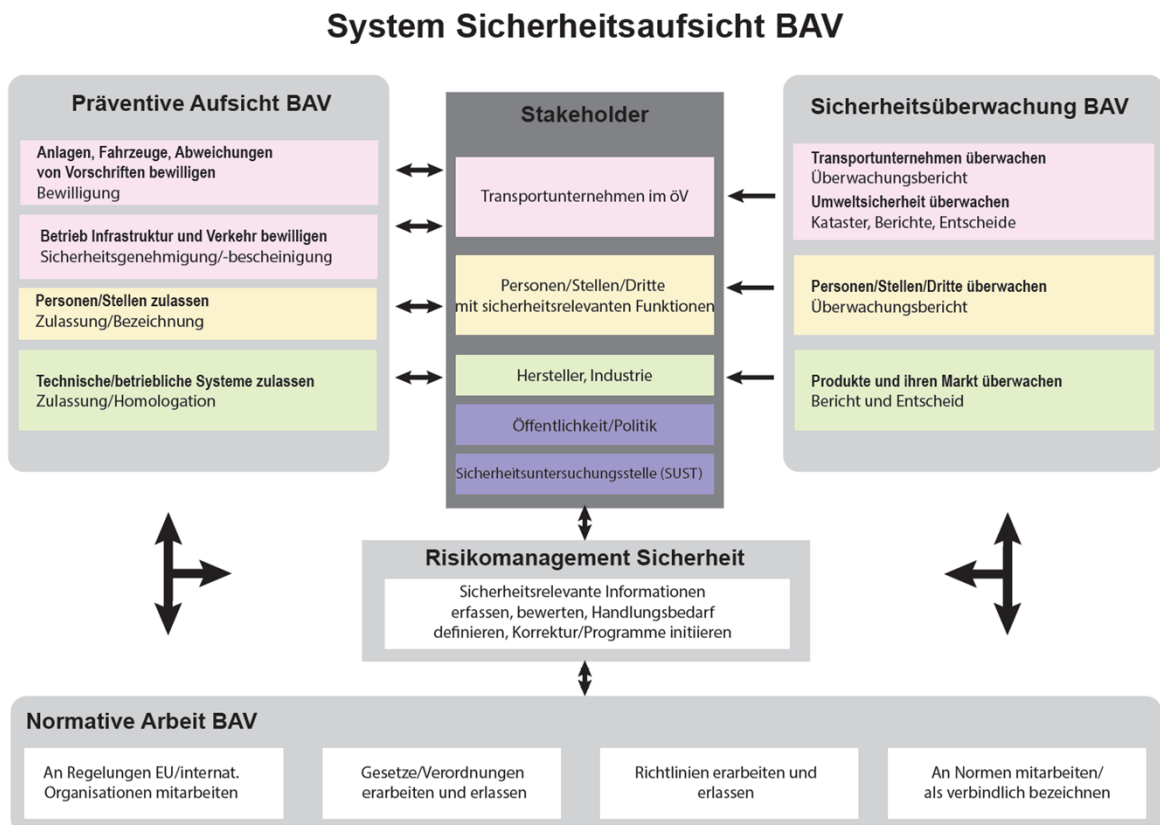 System Sicherheitsaufsicht BAV
Präventive Aufsicht BAV
Anlagen, Fahrzeuge, Abweichungen
von Vorschriften bewilligen
Bewilligung
Betrieb Infrastruktur und Verkehr bewilligen
Sicherheitsgenehmigung/-bescheinigung
Personen/Stellen zulassen
Zulassung/Bezeichnung
Technische/betriebliche Systeme zulassen
Zulassung/Homologation
Stakeholder
Transportunternehmen im öV
Personen/Stellen/Dritte
mit sicherheitsrelevanten Funktionen
Hersteller, Industrie
Öffentlichkeit/Politik
Sicherheitsuntersuchungsstelle (SUST)
Sicherheitsüberwachung BAV
Transportunternehmen überwachen
Überwachungsbericht
Umweltsicherheit überwachen
Kataster, Berichte, Entscheide
Personen/Stellen/Dritte überwachen
Überwachungsbericht
Produkte und ihren Markt überwachen
Bericht und Entscheid
Risikomanagement Sicherheit
Sicherheitsrelevante Informationen
erfassen, bewerten, Handlungsbedarf
definieren, Korrektur/Programme initiieren
Normative Arbeit BAV
An Regelungen EU/internat.
Organisationen mitarbeiten
Gesetze/Verordnungen
erarbeiten und erlassen
Richtlinien erarbeiten und
erlassen
An Normen mitarbeiten/
als verbindlich bezeichnen